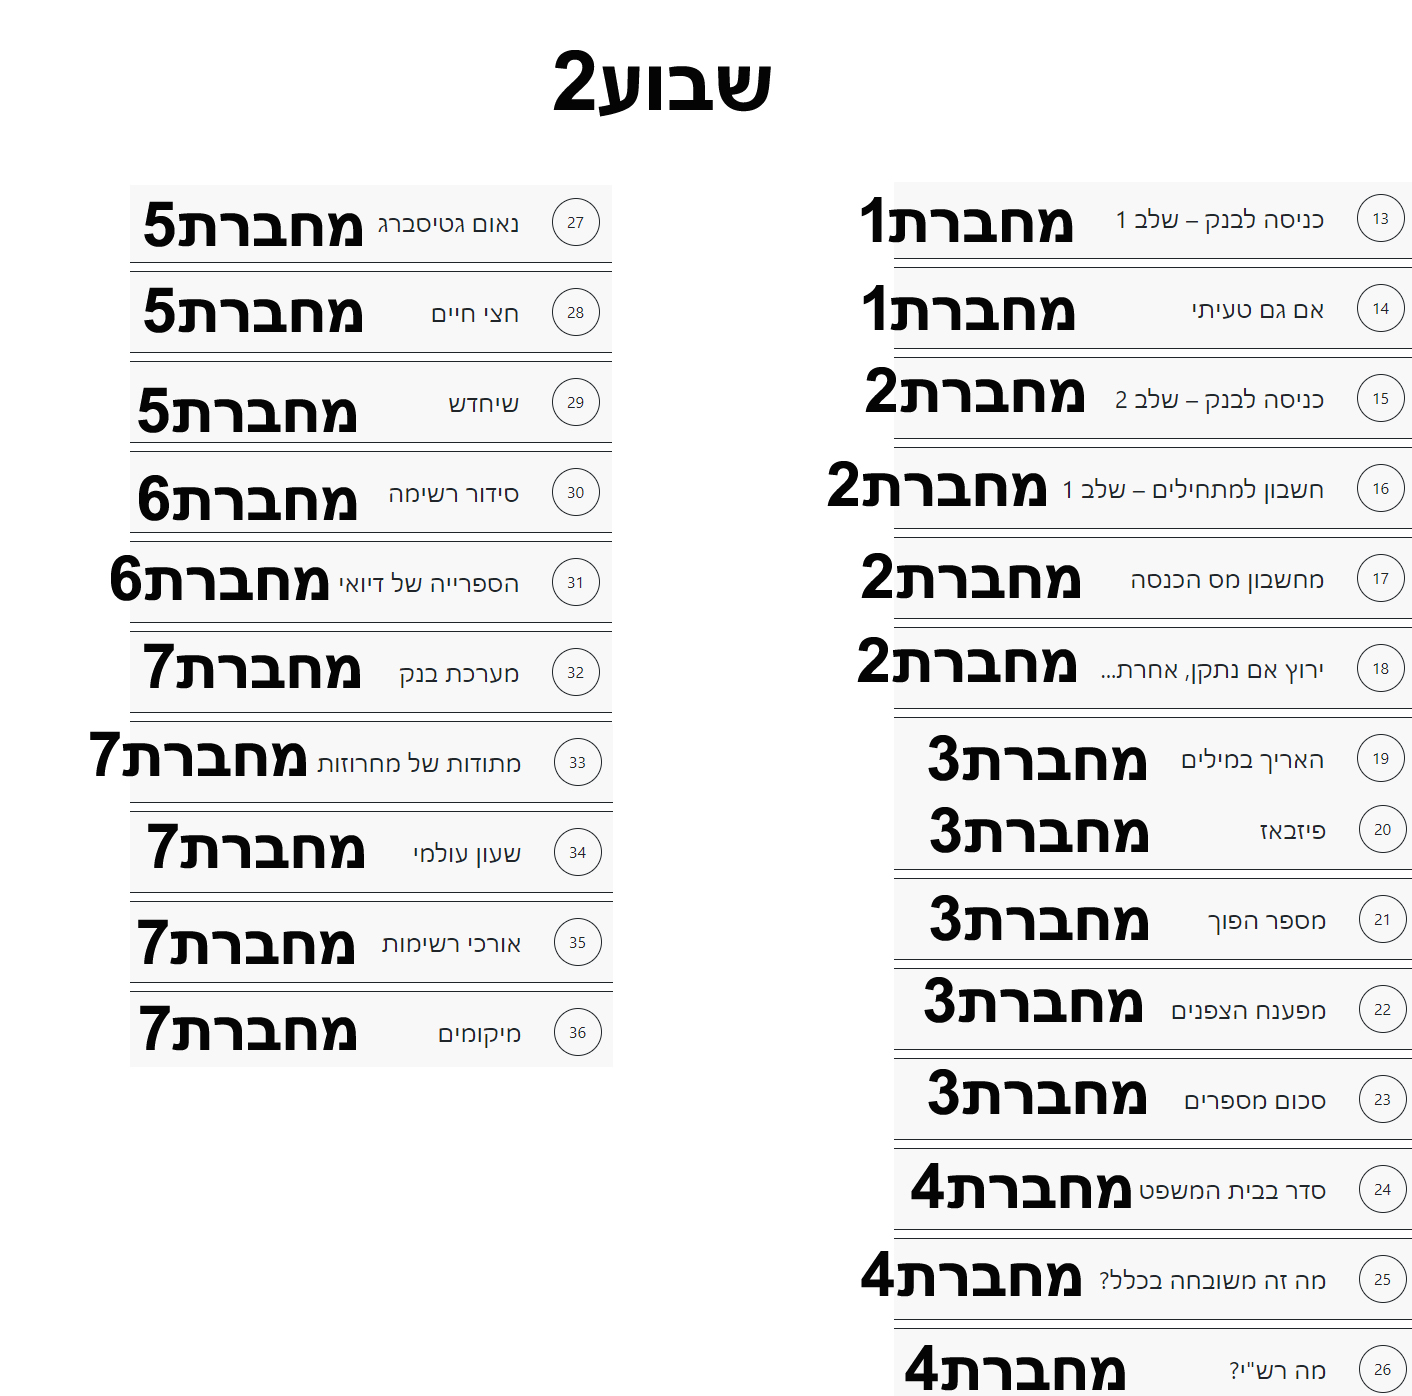 שבוע2
13 כניסה לבנק – שלב 1 מחברת1
14 אם גם טעיתי מחברת1
15 כניסה לבנק – שלב 2 מחברת2
16 חשבון למתחילים – שלב 1 מחברת2
17 מחשבון מס הכנסה מחברת2
18 ירוץ אם נתקן, אחרת... מחברת2
19 האריך במילים מחברת3
20 פיזבאז מחברת3
21 מספר הפוך מחברת3
22 מפענח הצפנים מחברת3
23 סכום מספרים מחברת3
24 סדר בבית המשפט מחברת4
25 מה זה משובחה בכלל? מחברת4
26 מה רש"י? מחברת4
27 נאום גטיסברג מחברת5
28 חצי חיים מחברת5
29 שיחדש מחברת5
30 סידור רשימה מחברת6
31 הספרייה של דיואי מחברת6
32 מערכת בנק מחברת7
33 מתודות של מחרוזות מחברת7
34 שעון עולמי מחברת7
35 אורכי רשימות מחברת7
36 מיקומים מחברת7